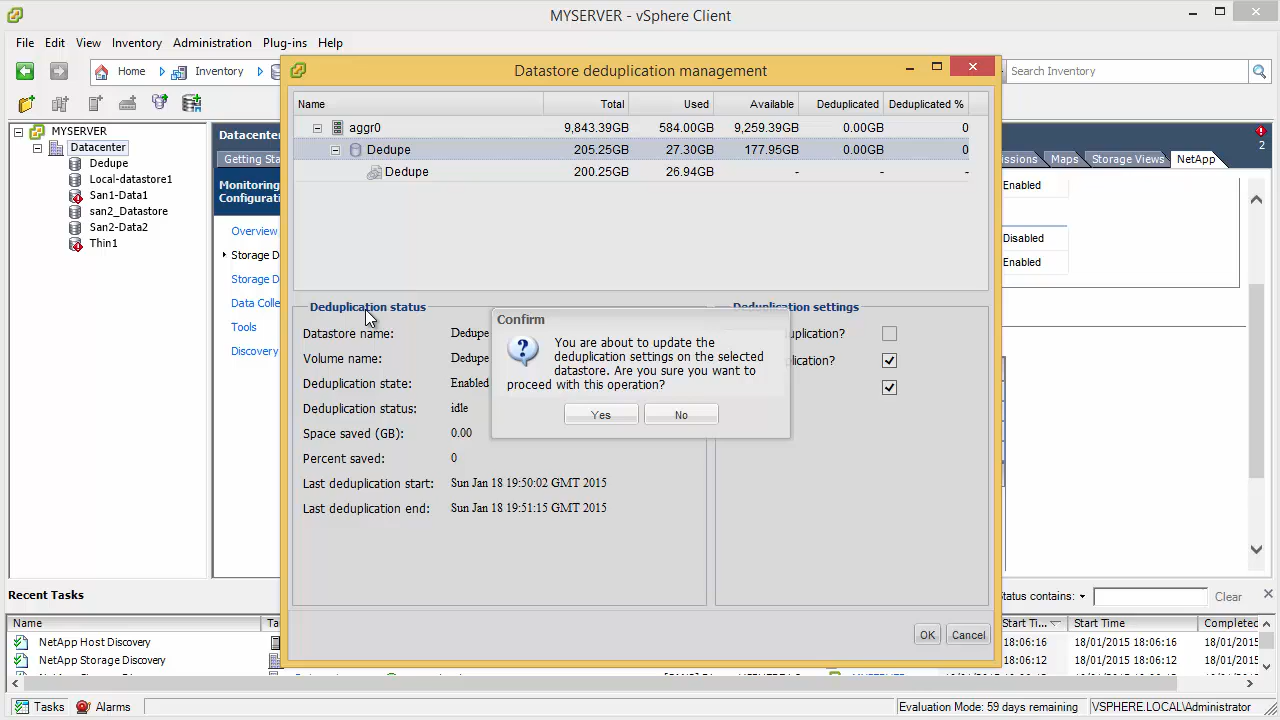 MYSERVER - vSphere Client
File Edit View Inventory Administration Plug-ins Help
Home Inventory
Search Inventory
Datastore deduplication management
Name Total Used Available Deduplicated Deduplicated %
aggr0 9,843.39GB 584.00GB 9,259.39GB 0.00GB 0
Dedupe 205.25GB 27.30GB 177.95GB 0.00GB 0
Dedupe 200.25GB 26.94GB - - -
MYSERVER
Datacenter
Dedupe
Local-datastore1
San1-Data1
san2_Datastore
San2-Data2
Thin1
Datacenter
2
Getting Sta
issions Maps Storage Views NetApp
Monitoring
Configurati
Overview
Storage D
Storage D
Data Colle
Tools
Discovery
Enabled
Disabled
Enabled
Deduplication status
Datastore name: Dedupe
Volume name: Dedupe
Deduplication state: Enabled
Deduplication status: idle
Space saved (GB): 0.00
Percent saved: 0
Last deduplication start: Sun Jan 18 19:50:02 GMT 2015
Last deduplication end: Sun Jan 18 19:51:15 GMT 2015
Deduplication settings
duplication?
plication?
Confirm
You are about to update the
deduplication settings on the selected
datastore. Are you sure you want to
proceed with this operation?
Yes No
OK Cancel
Recent Tasks
Status contains: Clear
Name Ta
Start Ti... Start Time Completed
NetApp Host Discovery
18:06:16 18/01/2015 18:06:16 18/01/2015
NetApp Storage Discovery
18:06:12 18/01/2015 18:06:12 18/01/2015
Tasks Alarms
Evaluation Mode: 59 days remaining VSPHERE.LOCAL\Administrator